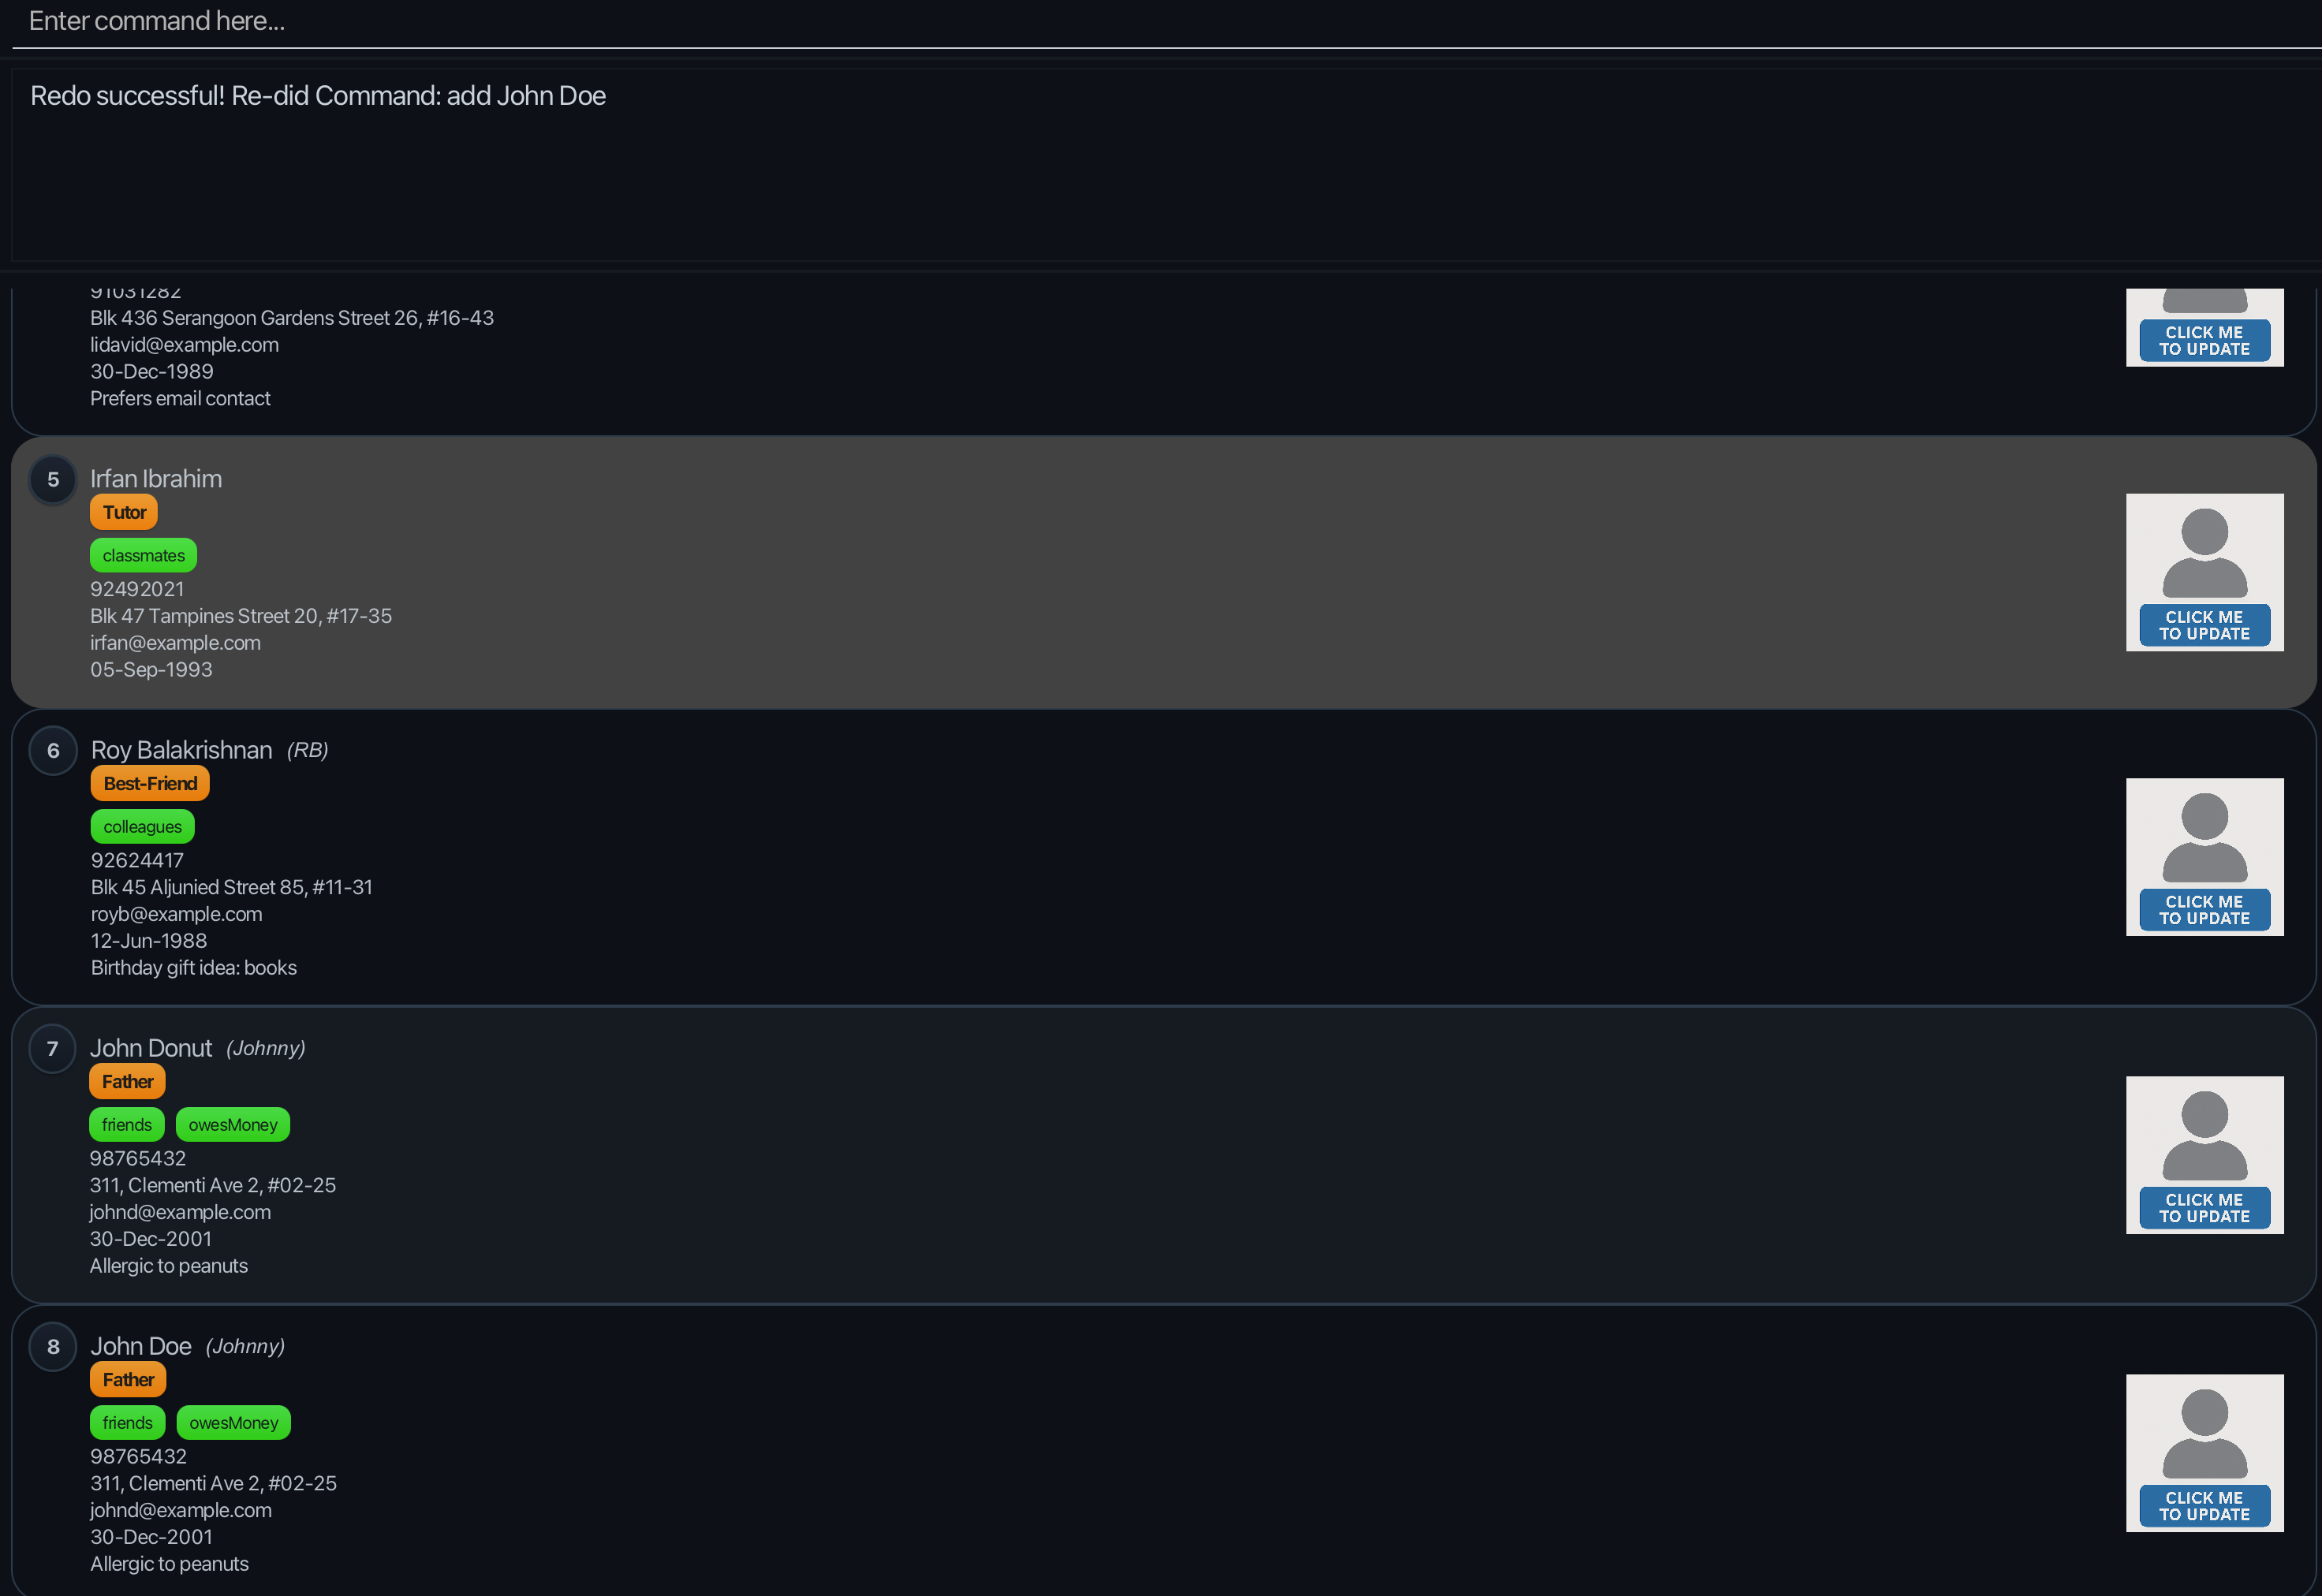 Enter command here...
Redo successful! Re-did Command: add John Doe
91031282
Blk 436 Serangoon Gardens Street 26, #16-43
lidavid@example.com
30-Dec-1989
Prefers email contact
CLICK ME
TO UPDATE
5
Irfan Ibrahim
Tutor
classmates
92492021
Blk 47 Tampines Street 20, #17-35
irfan@example.com
05-Sep-1993
CLICK ME
TO UPDATE
6
Roy Balakrishnan (RB)
Best-Friend
colleagues
92624417
Blk 45 Aljunied Street 85, #11-31
royb@example.com
12-Jun-1988
Birthday gift idea: books
CLICK ME
TO UPDATE
7
John Donut (Johnny)
Father
friends owesMoney
98765432
311, Clementi Ave 2, #02-25
johnd@example.com
30-Dec-2001
Allergic to peanuts
CLICK ME
TO UPDATE
8
John Doe (Johnny)
Father
friends owesMoney
98765432
311, Clementi Ave 2, #02-25
johnd@example.com
30-Dec-2001
Allergic to peanuts
CLICK ME
TO UPDATE